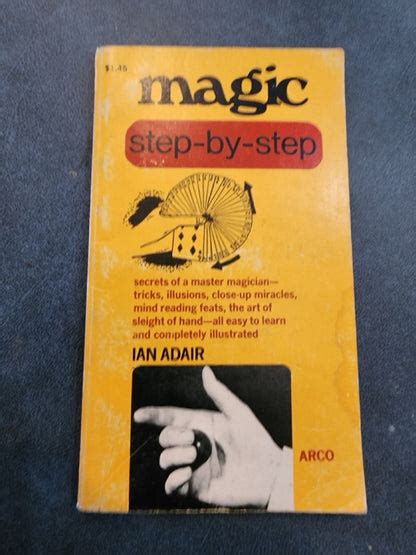 $1.45
magic
step-by-step
secrets of a master magician—
tricks, illusions, close-up miracles,
mind reading feats, the art of
sleight of hand—all easy to learn
and completely illustrated
IAN ADAIR
ARCO